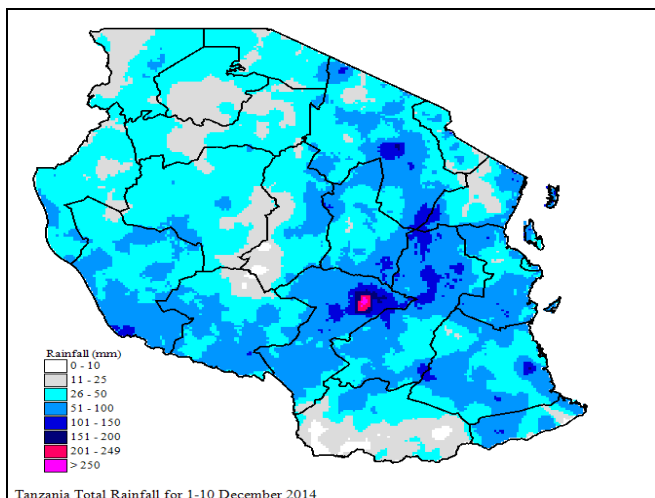 Rainfall (mm)
0 - 10
11 - 25
26 - 50
51 - 100
101 - 150
151 - 200
201 - 249
> 250
Tanzania Total Rainfall for 1-10 December 2014